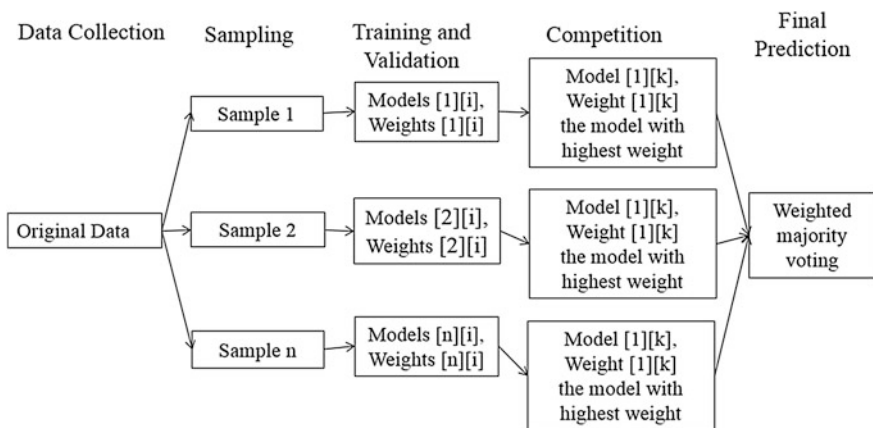 Data Collection
Sampling
Training and
Validation
Competition
Final
Prediction
Original Data
Sample 1
Models [1][i],
Weights [1][i]
Model [1][k],
Weight [1][k]
the model with
highest weight
Sample 2
Models [2][i],
Weights [2][i]
Model [1][k],
Weight [1][k]
the model with
highest weight
Sample n
Models [n][i],
Weights [n][i]
Model [1][k],
Weight [1][k]
the model with
highest weight
Weighted
majority
voting